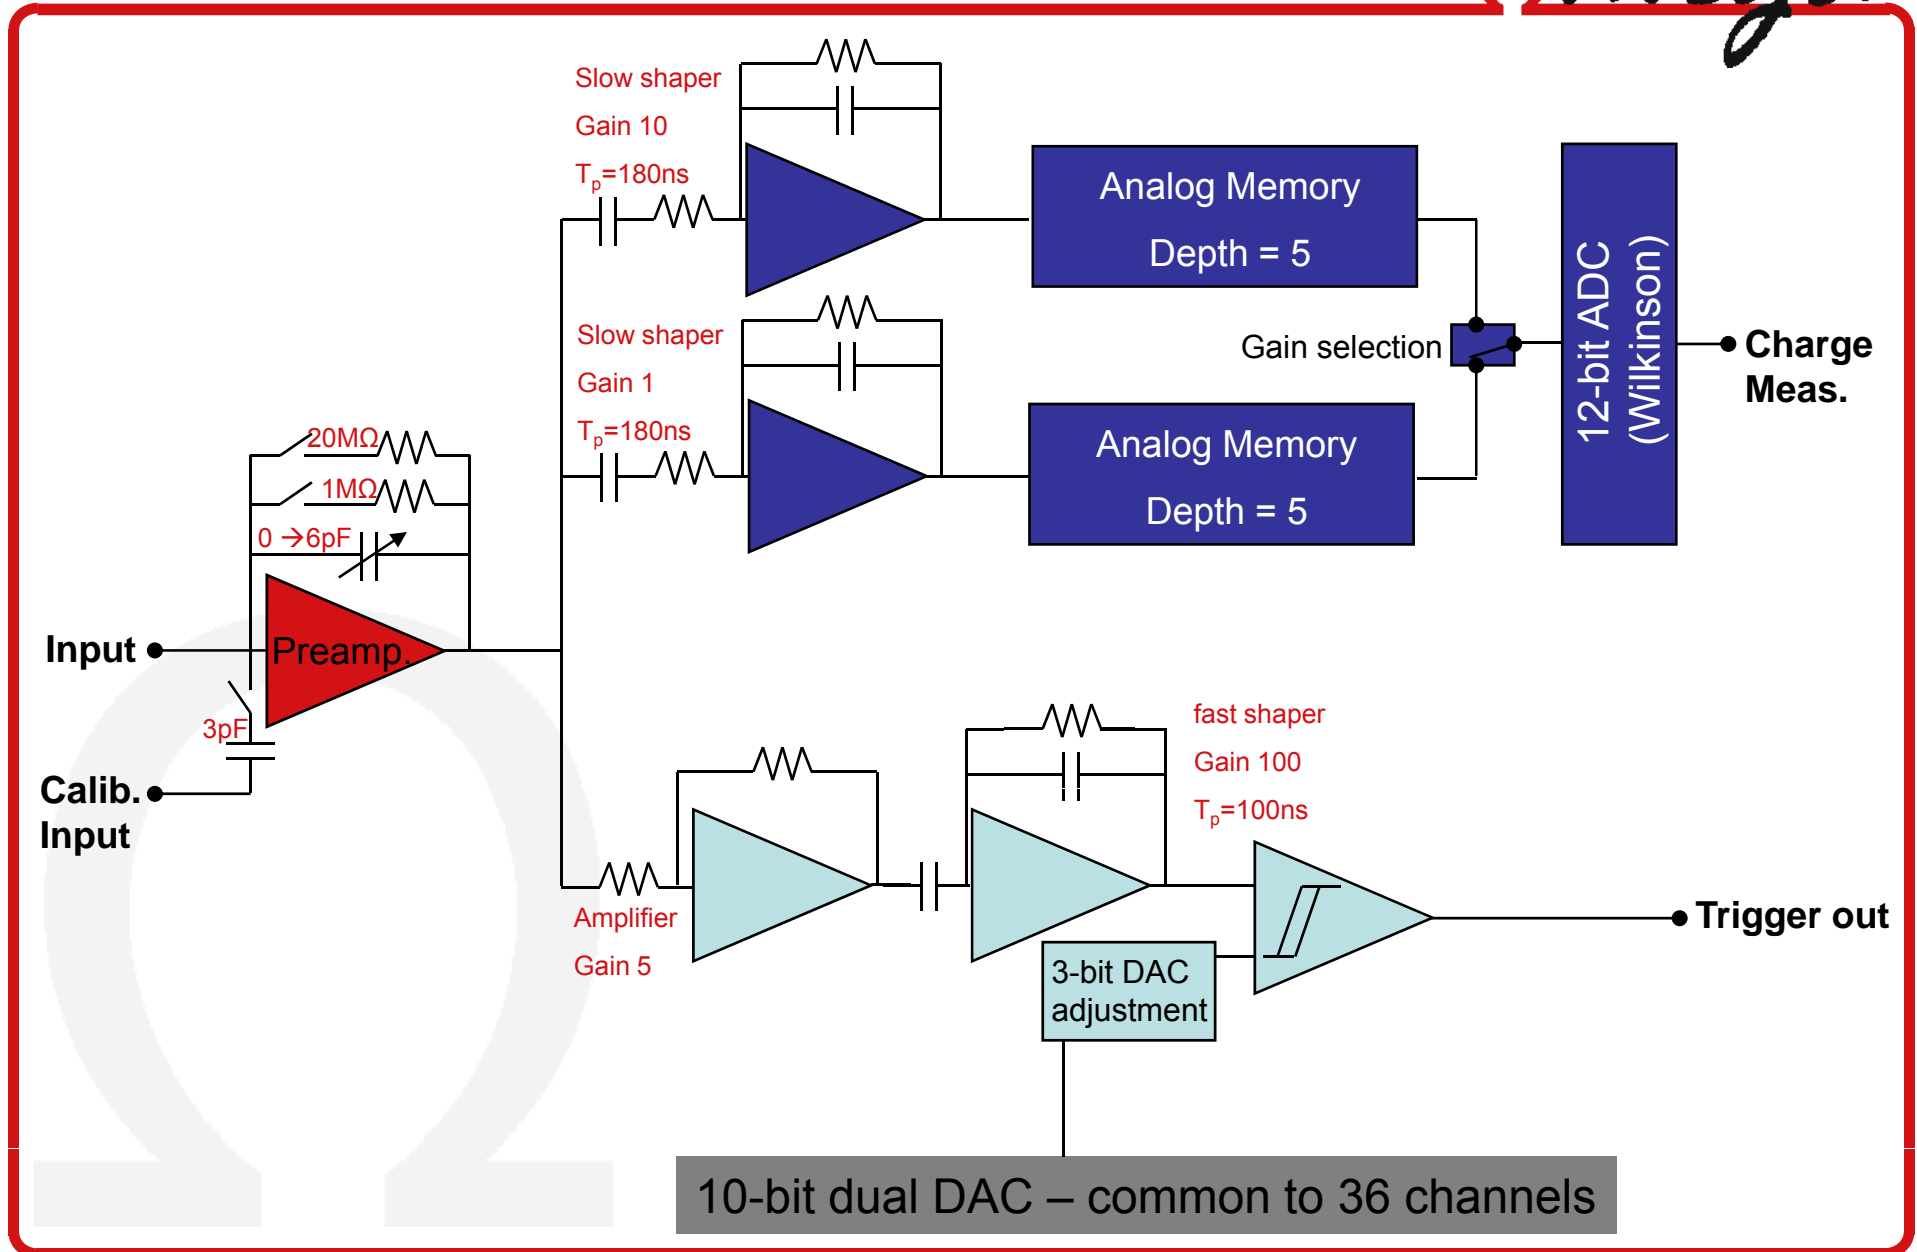 Slow shaper
Gain 10
Tp=180ns
Analog Memory
Depth = 5
Slow shaper
Gain 1
Tp=180ns
Analog Memory
Depth = 5
Gain selection
12-bit ADC
(Wilkinson)
Charge
Meas.
20MΩ
1MΩ
0 →6pF
Input
Preamp.
3pF
Calib.
Input
Amplifier
Gain 5
fast shaper
Gain 100
Tp=100ns
3-bit DAC
adjustment
Trigger out
10-bit dual DAC – common to 36 channels
Ω